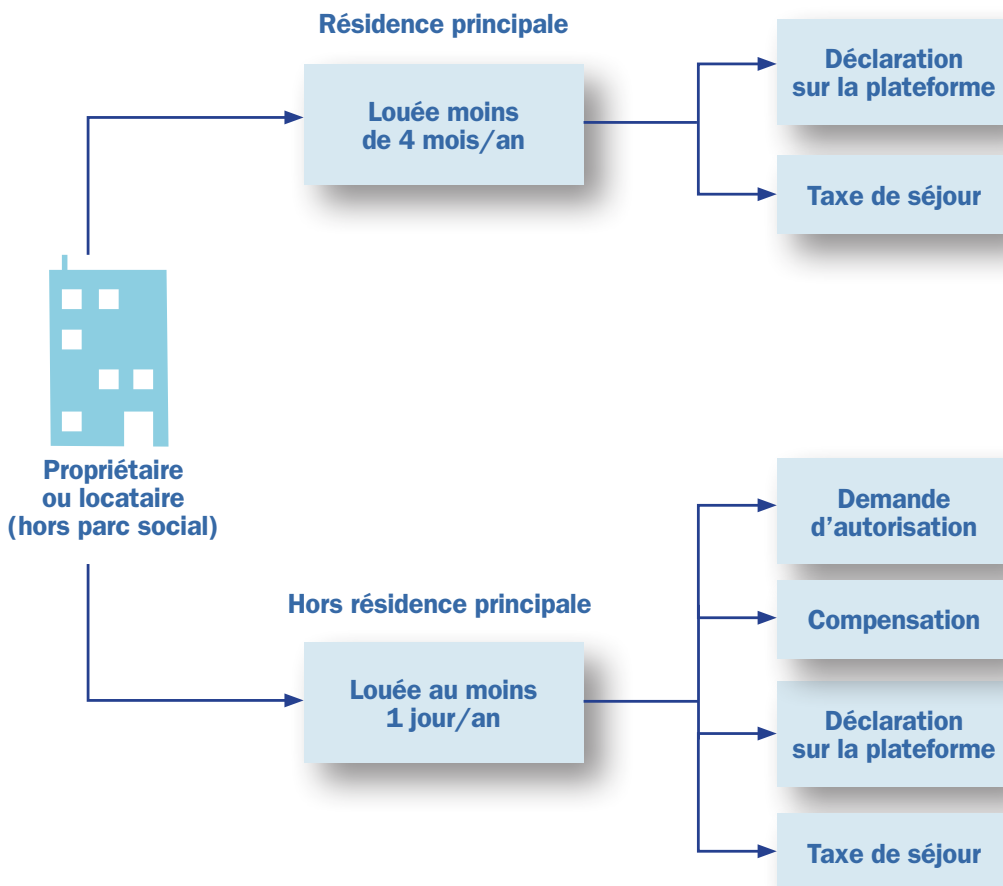 Résidence principale
Louée moins
de 4 mois/an
Déclaration
sur la plateforme
Taxe de séjour
Propriétaire
ou locataire
(hors parc social)
Hors résidence principale
Louée au moins
1 jour/an
Demande
d'autorisation
Compensation
Déclaration
sur la plateforme
Taxe de séjour